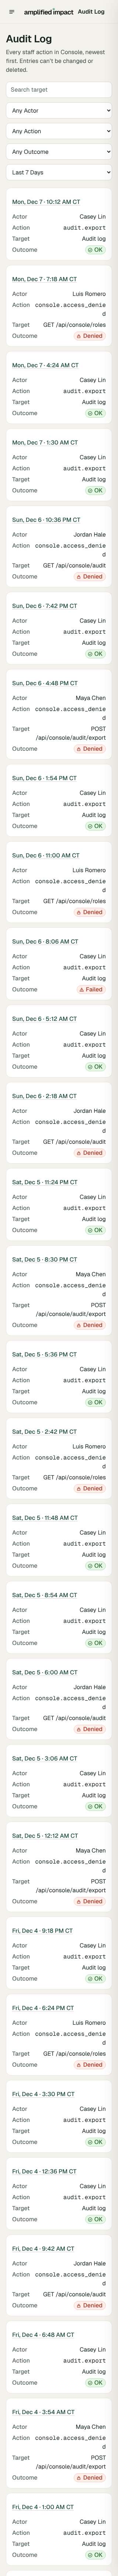 amplified impact Audit Log
Audit Log
Every staff action in Console, newest
first. Entries can't be changed or
deleted.
Search target
Any Actor
Any Action
Any Outcome
Last 7 Days
Mon, Dec 7 · 10:12 AM CT
Actor Casey Lin
Action audit.export
Target Audit log
Outcome OK
Mon, Dec 7 · 7:18 AM CT
Actor Luis Romero
Action console.access_denie
d
Target GET /api/console/roles
Outcome Denied
Mon, Dec 7 · 4:24 AM CT
Actor Casey Lin
Action audit.export
Target Audit log
Outcome OK
Mon, Dec 7 · 1:30 AM CT
Actor Casey Lin
Action audit.export
Target Audit log
Outcome OK
Sun, Dec 6 · 10:36 PM CT
Actor Jordan Hale
Action console.access_denie
d
Target GET /api/console/audit
Outcome Denied
Sun, Dec 6 · 7:42 PM CT
Actor Casey Lin
Action audit.export
Target Audit log
Outcome OK
Sun, Dec 6 · 4:48 PM CT
Actor Maya Chen
Action console.access_denie
d
Target POST
/api/console/audit/export
Outcome Denied
Sun, Dec 6 · 1:54 PM CT
Actor Casey Lin
Action audit.export
Target Audit log
Outcome OK
Sun, Dec 6 · 11:00 AM CT
Actor Luis Romero
Action console.access_denie
d
Target GET /api/console/roles
Outcome Denied
Sun, Dec 6 · 8:06 AM CT
Actor Casey Lin
Action audit.export
Target Audit log
Outcome Failed
Sun, Dec 6 · 5:12 AM CT
Actor Casey Lin
Action audit.export
Target Audit log
Outcome OK
Sun, Dec 6 · 2:18 AM CT
Actor Jordan Hale
Action console.access_denie
d
Target GET /api/console/audit
Outcome Denied
Sat, Dec 5 · 11:24 PM CT
Actor Casey Lin
Action audit.export
Target Audit log
Outcome OK
Sat, Dec 5 · 8:30 PM CT
Actor Maya Chen
Action console.access_denie
d
Target POST
/api/console/audit/export
Outcome Denied
Sat, Dec 5 · 5:36 PM CT
Actor Casey Lin
Action audit.export
Target Audit log
Outcome OK
Sat, Dec 5 · 2:42 PM CT
Actor Luis Romero
Action console.access_denie
d
Target GET /api/console/roles
Outcome Denied
Sat, Dec 5 · 11:48 AM CT
Actor Casey Lin
Action audit.export
Target Audit log
Outcome OK
Sat, Dec 5 · 8:54 AM CT
Actor Casey Lin
Action audit.export
Target Audit log
Outcome OK
Sat, Dec 5 · 6:00 AM CT
Actor Jordan Hale
Action console.access_denie
d
Target GET /api/console/audit
Outcome Denied
Sat, Dec 5 · 3:06 AM CT
Actor Casey Lin
Action audit.export
Target Audit log
Outcome OK
Sat, Dec 5 · 12:12 AM CT
Actor Maya Chen
Action console.access_denie
d
Target POST
/api/console/audit/export
Outcome Denied
Fri, Dec 4 · 9:18 PM CT
Actor Casey Lin
Action audit.export
Target Audit log
Outcome OK
Fri, Dec 4 · 6:24 PM CT
Actor Luis Romero
Action console.access_denie
d
Target GET /api/console/roles
Outcome Denied
Fri, Dec 4 · 3:30 PM CT
Actor Casey Lin
Action audit.export
Target Audit log
Outcome OK
Fri, Dec 4 · 12:36 PM CT
Actor Casey Lin
Action audit.export
Target Audit log
Outcome OK
Fri, Dec 4 · 9:42 AM CT
Actor Jordan Hale
Action console.access_denie
d
Target GET /api/console/audit
Outcome Denied
Fri, Dec 4 · 6:48 AM CT
Actor Casey Lin
Action audit.export
Target Audit log
Outcome OK
Fri, Dec 4 · 3:54 AM CT
Actor Maya Chen
Action console.access_denie
d
Target POST
/api/console/audit/export
Outcome Denied
Fri, Dec 4 · 1:00 AM CT
Actor Casey Lin
Action audit.export
Target Audit log
Outcome OK